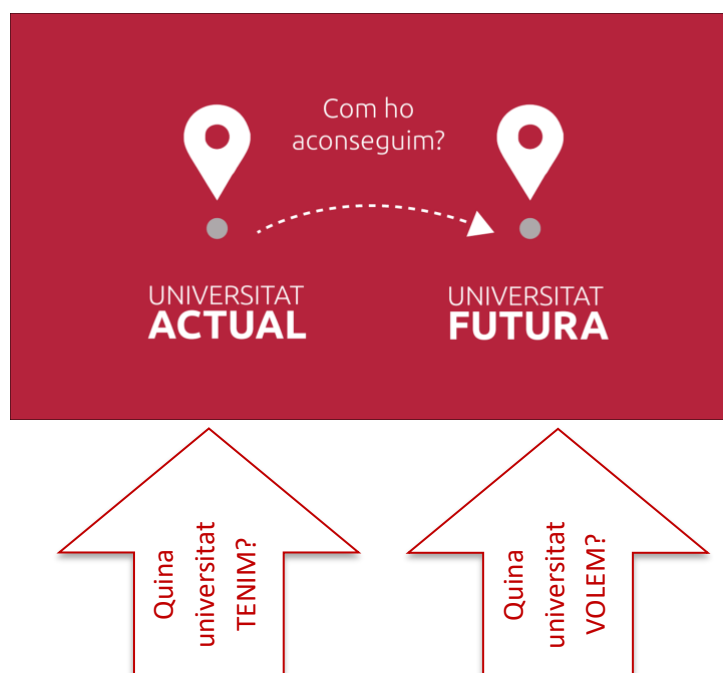 Com ho
aconseguim?
UNIVERSITAT
ACTUAL
UNIVERSITAT
FUTURA
Quina
universitat
TENIM?
Quina
universitat
VOLEM?